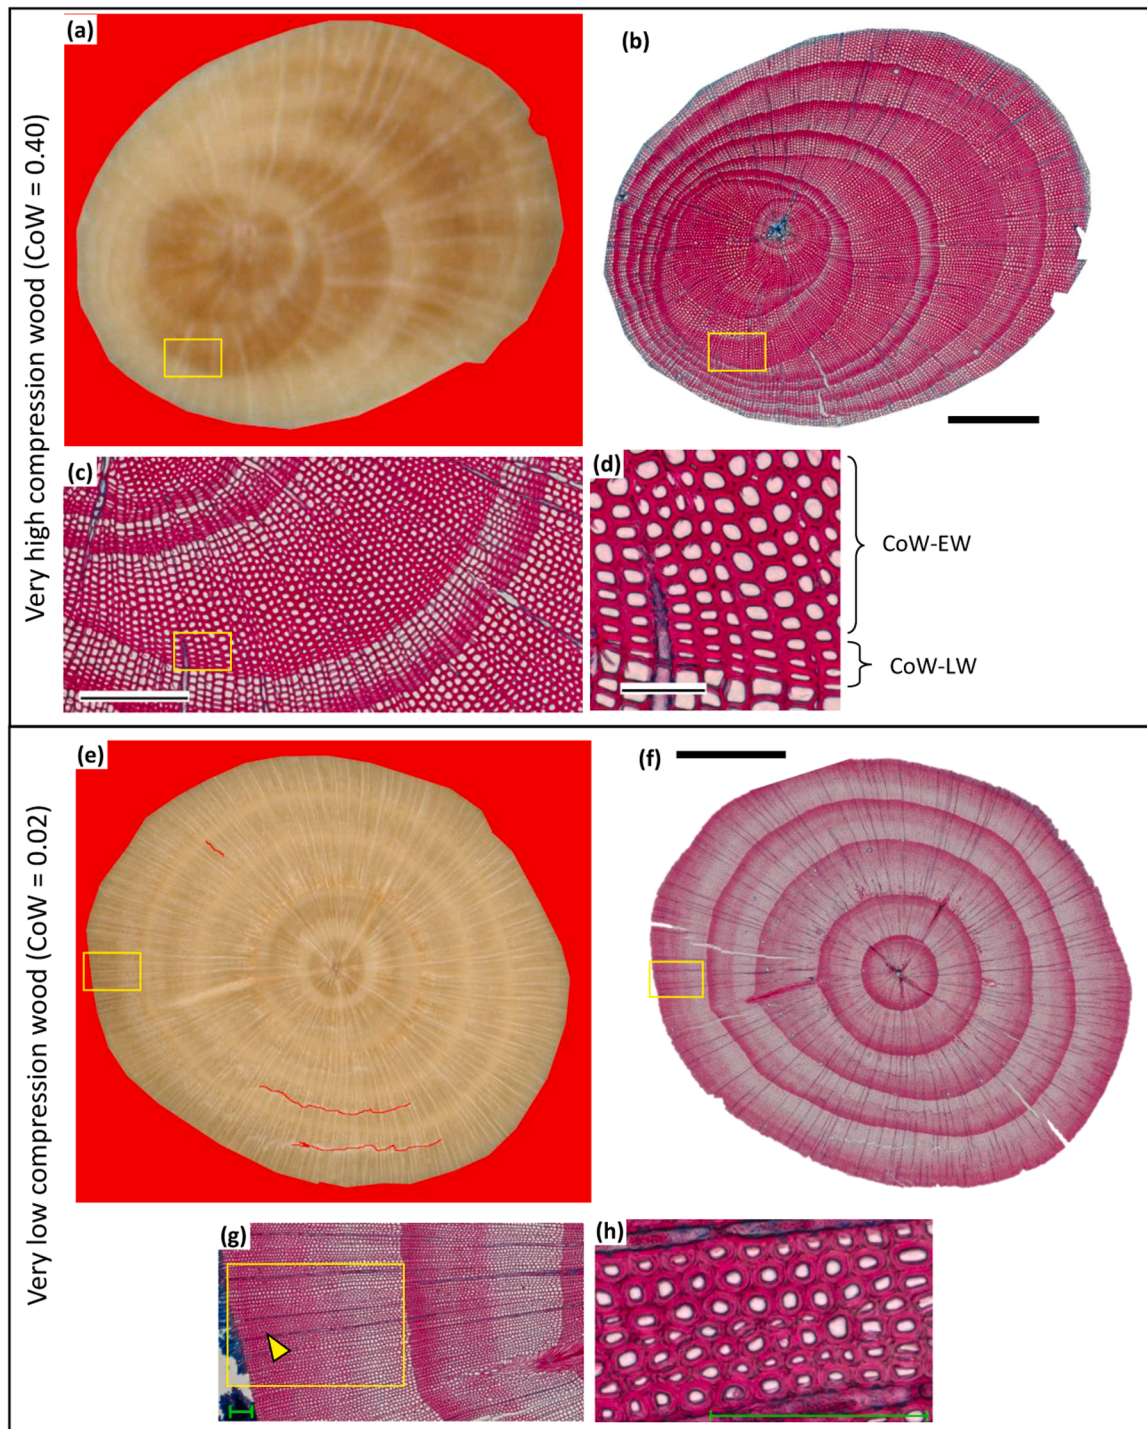 Very high compression wood (CoW = 0.40)
(a)
(b)
(c)
(d)
CoW-EW
CoW-LW
Very low compression wood (CoW = 0.02)
(e)
(f)
(g)
(h)